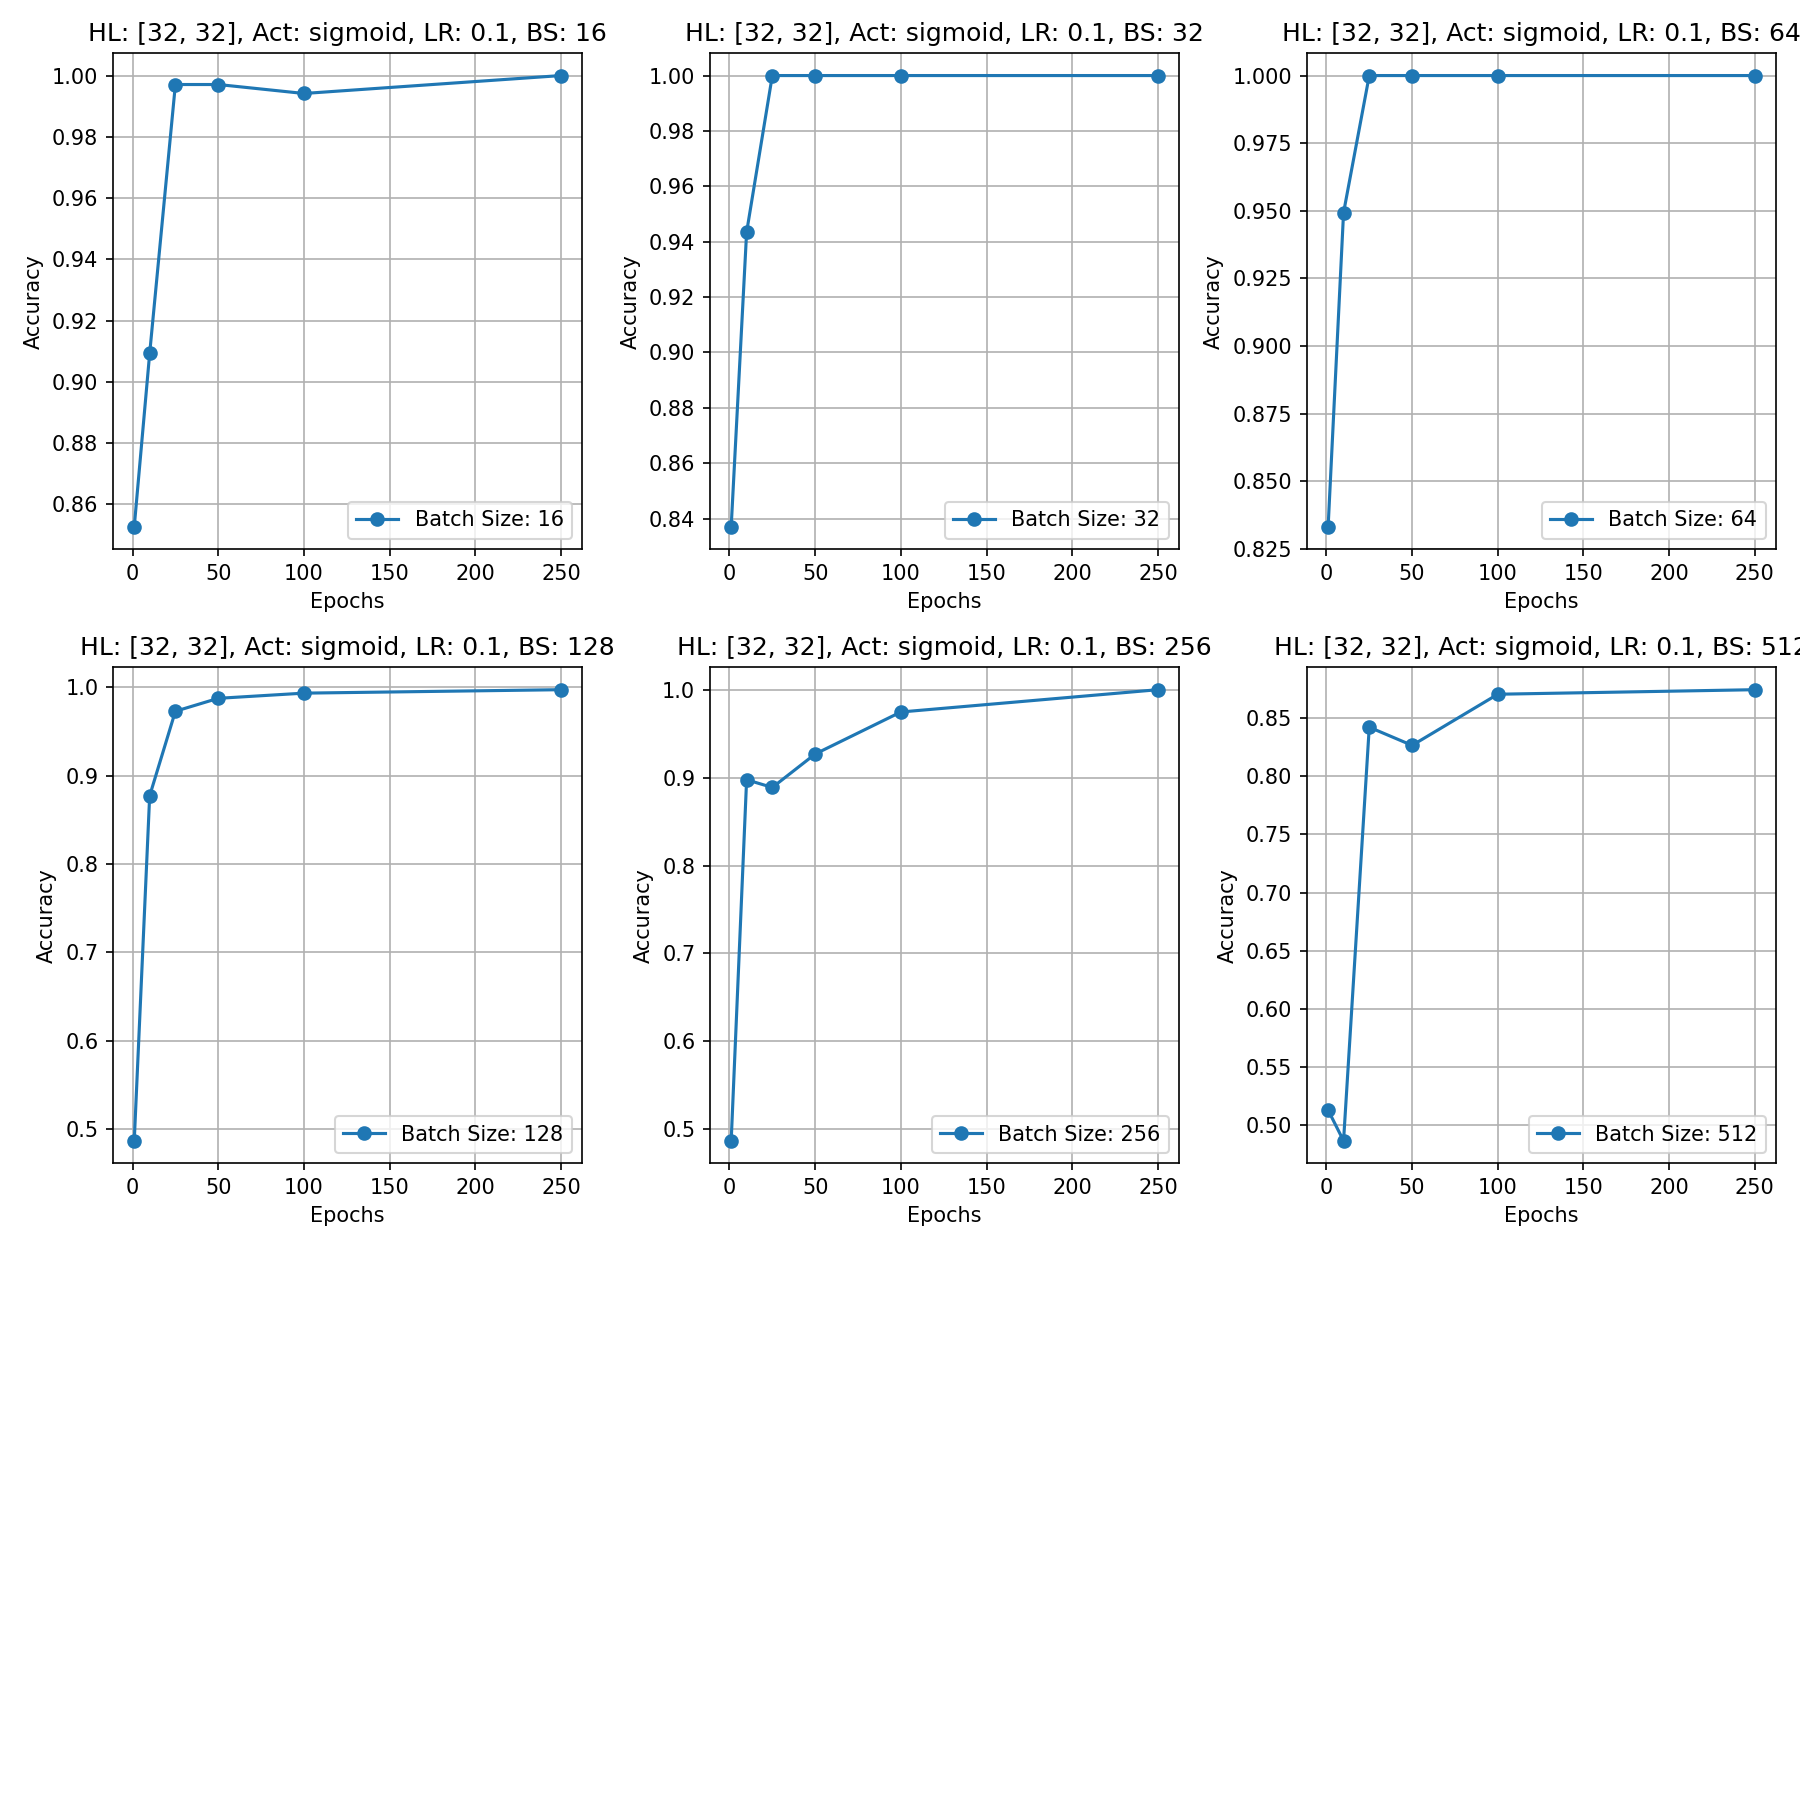 HL: [32, 32], Act: sigmoid, LR: 0.1, BS: 16
1.00
0.98
0.96
0.94
0.92
0.90
0.88
0.86
Accuracy
Batch Size: 16
0 50 100 150 200 250
Epochs
HL: [32, 32], Act: sigmoid, LR: 0.1, BS: 32
1.00
0.98
0.96
0.94
0.92
0.90
0.88
0.86
0.84
Accuracy
Batch Size: 32
0 50 100 150 200 250
Epochs
HL: [32, 32], Act: sigmoid, LR: 0.1, BS: 64
1.000
0.975
0.950
0.925
0.900
0.875
0.850
0.825
Accuracy
Batch Size: 64
0 50 100 150 200 250
Epochs
HL: [32, 32], Act: sigmoid, LR: 0.1, BS: 128
1.0
0.9
0.8
0.7
0.6
0.5
Accuracy
Batch Size: 128
0 50 100 150 200 250
Epochs
HL: [32, 32], Act: sigmoid, LR: 0.1, BS: 256
1.0
0.9
0.8
0.7
0.6
0.5
Accuracy
Batch Size: 256
0 50 100 150 200 250
Epochs
HL: [32, 32], Act: sigmoid, LR: 0.1, BS: 512
0.85
0.80
0.75
0.70
0.65
0.60
0.55
0.50
Accuracy
Batch Size: 512
0 50 100 150 200 250
Epochs